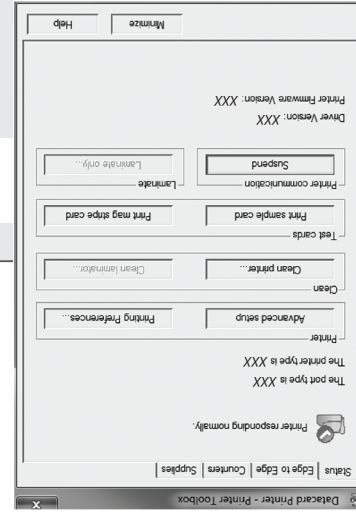 Datacard Printer - Printer Toolbox
Status Edge to Edge Counters Supplies
Printer responding normally.
The port type is XXX
The printer type is XXX
Printer
Advanced setup Printing Preferences...
Clean
Clean printer... Clean laminator...
Test cards
Print sample card Print mag stripe card
Printer communication Laminate
Suspend Laminate only...
Driver Version: XXX
Printer Firmware Version: XXX
Minimize Help